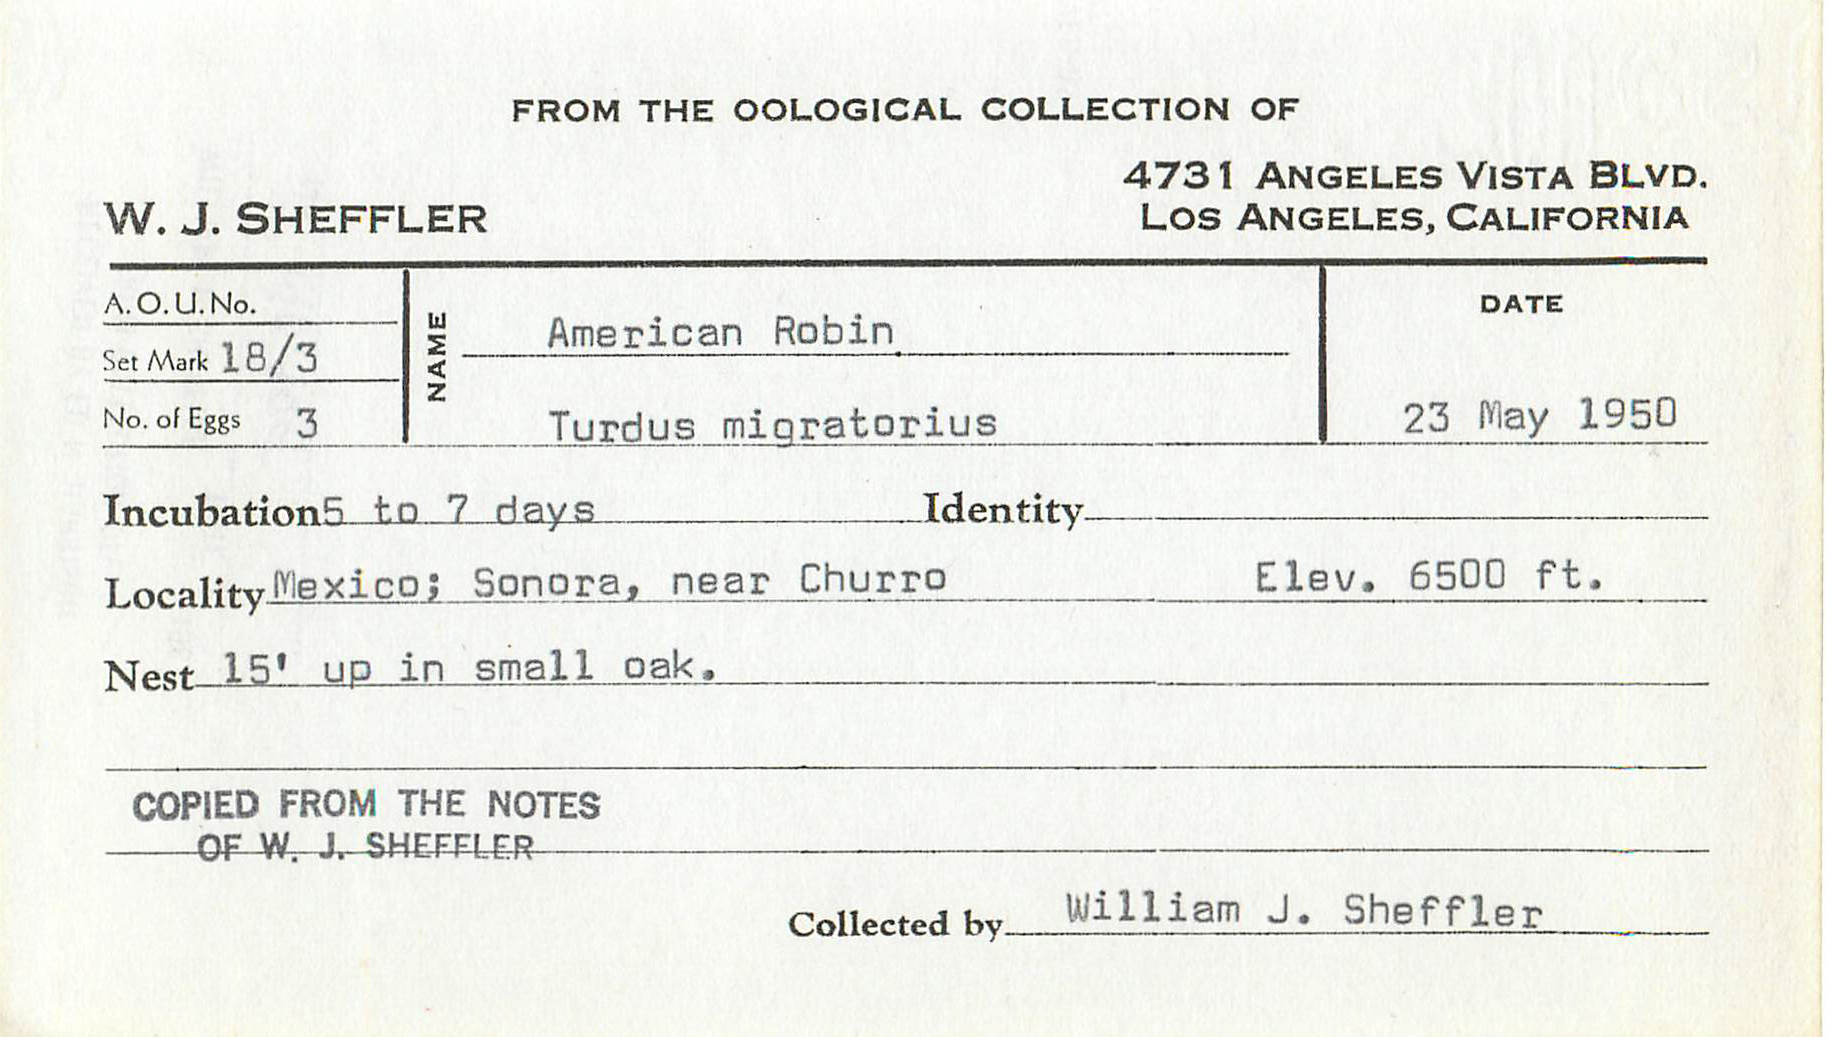 FROM THE OOLOGICAL COLLECTION OF
4731 ANGELES VISTA BLVD.
W. J. SHEFFLER
LOS ANGELES, CALIFORNIA
A. O. U. No.
Set Mark 18/3
No. of Eggs 3
NAME
American Robin
Turdus migratorius
DATE
23 May 1950
Incubation 5 to 7 days Identity
Locality Mexico; Sonora, near Churro Elev. 6500 ft.
Nest 15' up in small oak.
COPIED FROM THE NOTES
OF W. J. SHEFFLER
Collected by William J. Sheffler